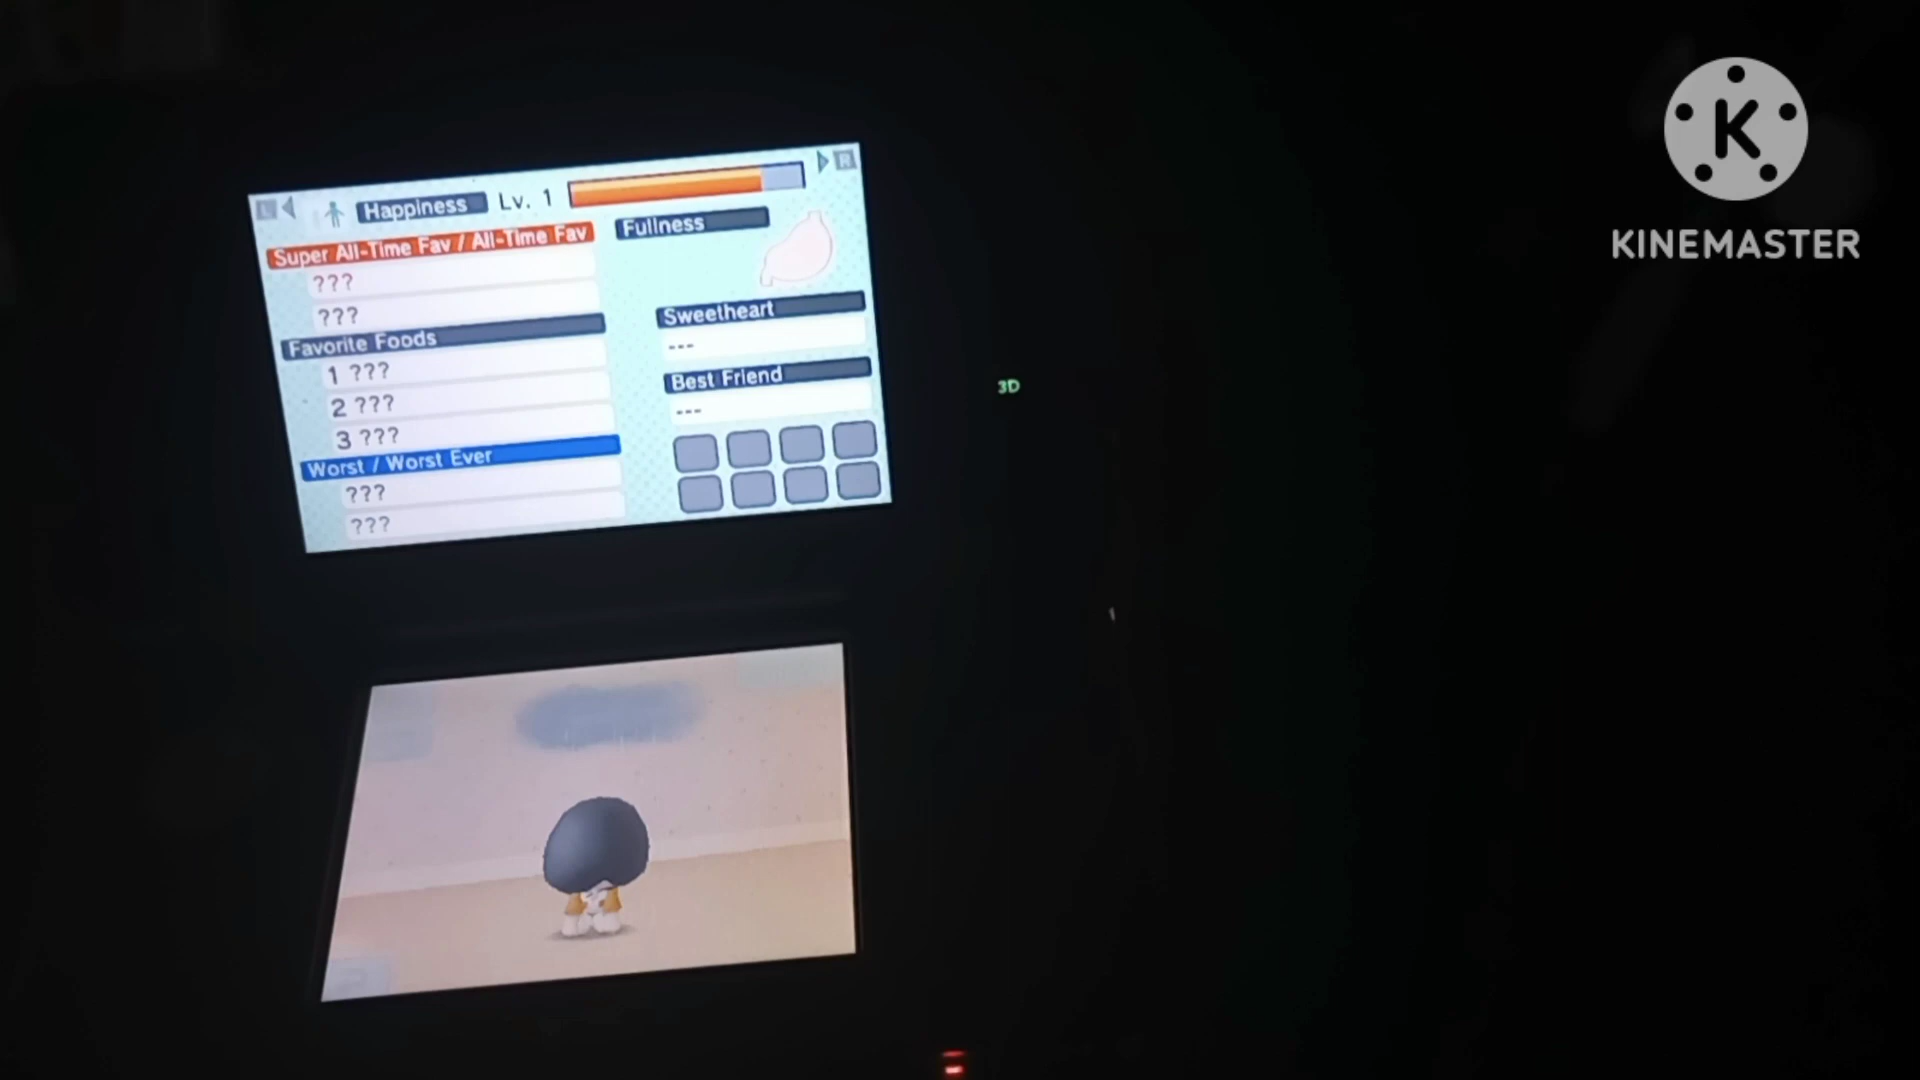 L
Happiness Lv. 1
R
Super All-Time Fav / All-Time Fav
???
???
Favorite Foods
1 ???
2 ???
3 ???
Worst / Worst Ever
???
???
Fullness
Sweetheart
---
Best Friend
---
3D
K
KINEMASTER